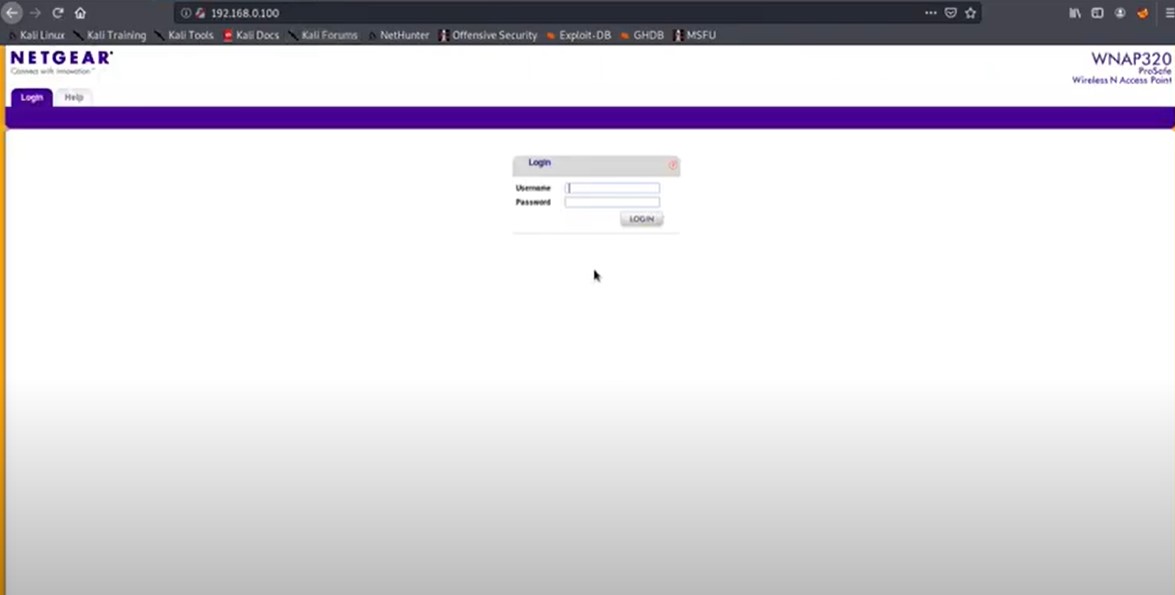 192.168.0.100
Kali Linux Kali Training Kali Tools Kali Docs Kali Forums NetHunter Offensive Security Exploit-DB GHDB MSFU
NETGEAR®
Connect with Innovation™
WNAP320
ProSafe
Wireless N Access Point
Login Help
Login
Username
Password
LOGIN